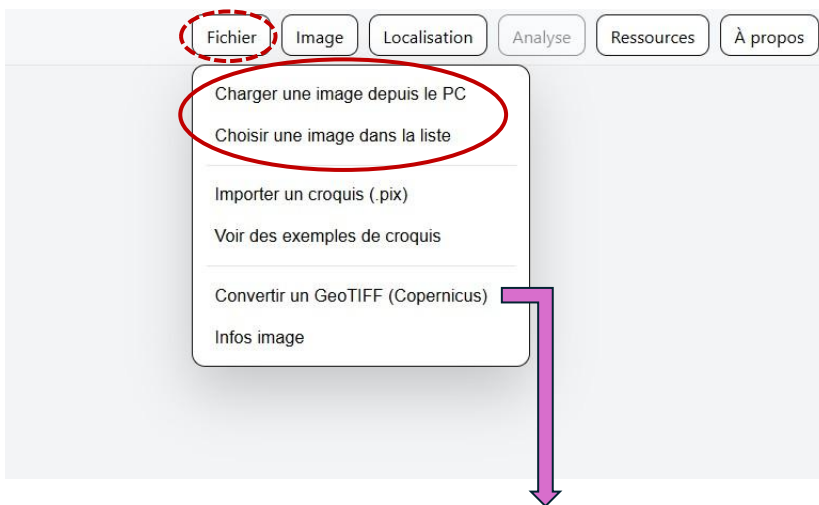 Fichier Image Localisation Analyse Ressources À propos
Charger une image depuis le PC
Choisir une image dans la liste
Importer un croquis (.pix)
Voir des exemples de croquis
Convertir un GeoTIFF (Copernicus)
Infos image